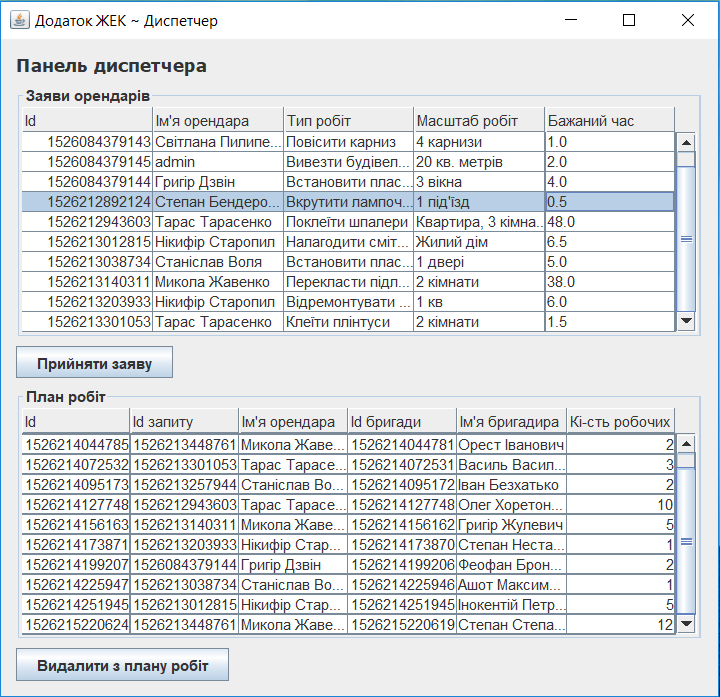 Додаток ЖЕК ~ Диспетчер
Панель диспетчера
Заяви орендарів
Id Ім'я орендара Тип робіт Масштаб робіт Бажаний час
1526084379143 Світлана Пилипе... Повісити карниз 4 карнизи 1.0
1526084379145 admin Вивезти будівел... 20 кв. метрів 2.0
1526084379144 Григір Дзвін Встановити плас... 3 вікна 4.0
1526212892124 Степан Бендеро... Вкрутити лампоч... 1 під'їзд 0.5
1526212943603 Тарас Тарасенко Поклеїти шпалери Квартира, 3 кімна... 48.0
1526213012815 Нікифір Старопил Налагодити сміт... Жилий дім 6.5
1526213038734 Станіслав Воля Встановити плас... 1 двері 5.0
1526213140311 Микола Жавенко Перекласти підл... 2 кімнати 38.0
1526213203933 Нікифір Старопил Відремонтувати ... 1 кв 6.0
1526213301053 Тарас Тарасенко Клеїти плінтуси 2 кімнати 1.5
Прийняти заяву
План робіт
Id Id запиту Ім'я орендара Id бригади Ім'я бригадира Кі-сть робочих
1526214044785 1526213448761 Микола Жаве... 1526214044781 Орест Іванович 2
1526214072532 1526213301053 Тарас Тарасе... 1526214072531 Василь Васил... 3
1526214095173 1526213257944 Станіслав Во... 1526214095172 Іван Безхатько 2
1526214127748 1526212943603 Тарас Тарасе... 1526214127748 Олег Хоретон... 10
1526214156163 1526213140311 Микола Жаве... 1526214156162 Григір Жулевич 5
1526214173871 1526213203933 Нікифір Стар... 1526214173870 Степан Неста... 1
1526214199207 1526084379144 Григір Дзвін 1526214199206 Феофан Брон... 2
1526214225947 1526213038734 Станіслав Во... 1526214225946 Ашот Максим... 1
1526214251945 1526213012815 Нікифір Стар... 1526214251945 Інокентій Петр... 5
1526215220624 1526213448761 Микола Жаве... 1526215220619 Степан Степа... 12
Видалити з плану робіт